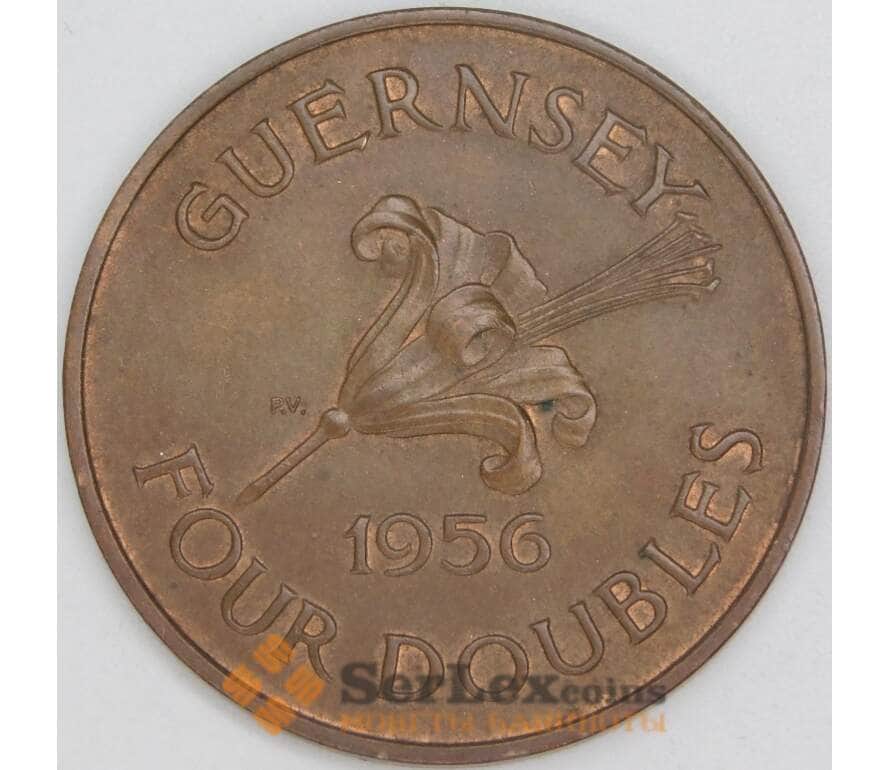 GUERNSEY
P.V.
1956
FOUR DOUBLES
SerLexcoins
МОНЕТЫ БАНКНОТЫ